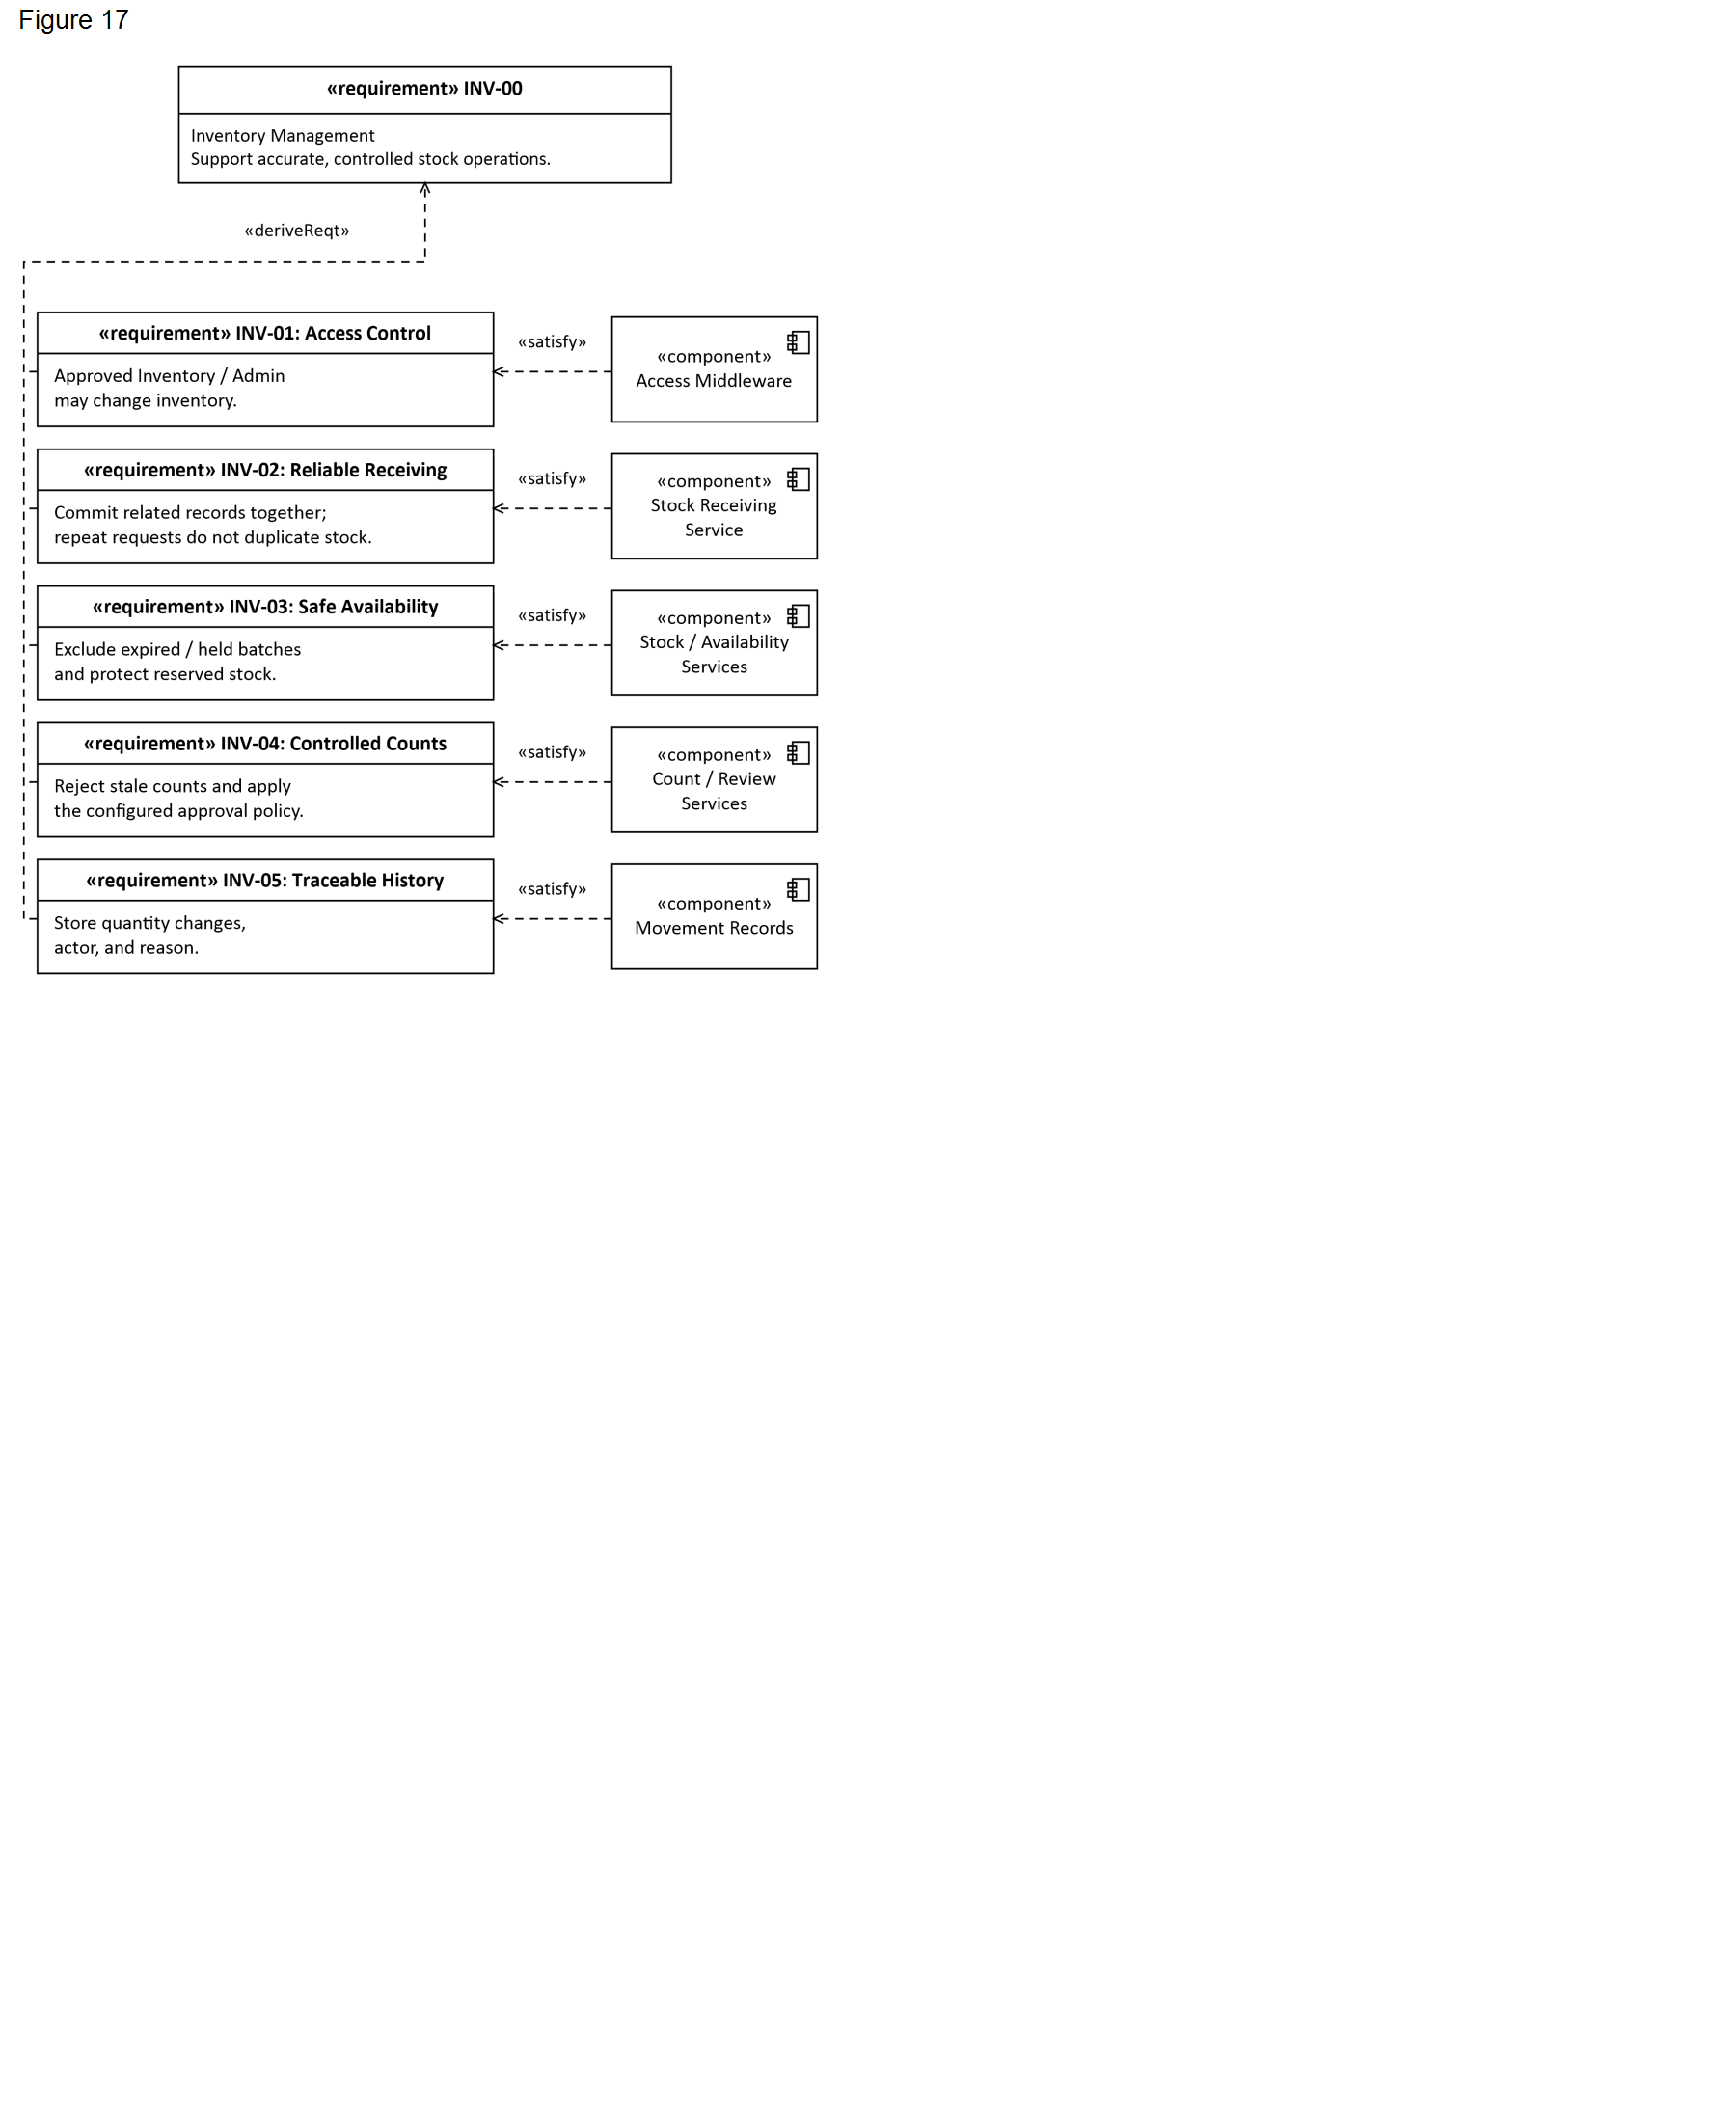 Figure 17
«requirement» INV-00
Inventory Management
Support accurate, controlled stock operations.
«deriveReqt»
«requirement» INV-01: Access Control
Approved Inventory / Admin
may change inventory.
«satisfy»
«component»
Access Middleware
«requirement» INV-02: Reliable Receiving
Commit related records together;
repeat requests do not duplicate stock.
«satisfy»
«component»
Stock Receiving
Service
«requirement» INV-03: Safe Availability
Exclude expired / held batches
and protect reserved stock.
«satisfy»
«component»
Stock / Availability
Services
«requirement» INV-04: Controlled Counts
Reject stale counts and apply
the configured approval policy.
«satisfy»
«component»
Count / Review
Services
«requirement» INV-05: Traceable History
Store quantity changes,
actor, and reason.
«satisfy»
«component»
Movement Records